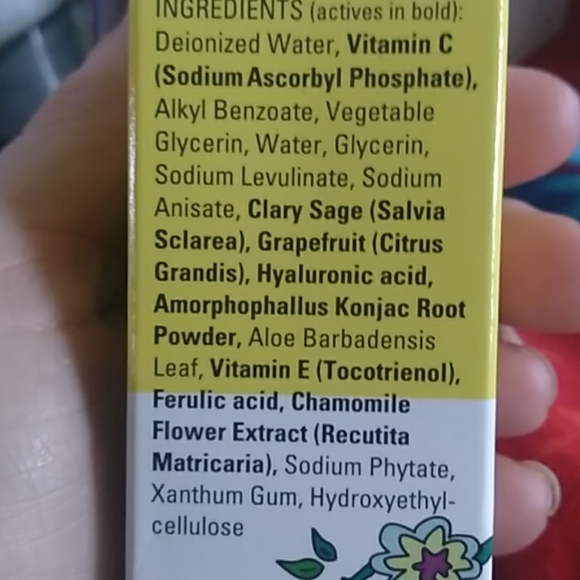 INGREDIENTS (actives in bold):
Deionized Water, Vitamin C
(Sodium Ascorbyl Phosphate),
Alkyl Benzoate, Vegetable
Glycerin, Water, Glycerin,
Sodium Levulinate, Sodium
Anisate, Clary Sage (Salvia
Sclarea), Grapefruit (Citrus
Grandis), Hyaluronic acid,
Amorphophallus Konjac Root
Powder, Aloe Barbadensis
Leaf, Vitamin E (Tocotrienol),
Ferulic acid, Chamomile
Flower Extract (Recutita
Matricaria), Sodium Phytate,
Xanthum Gum, Hydroxyethyl-
cellulose